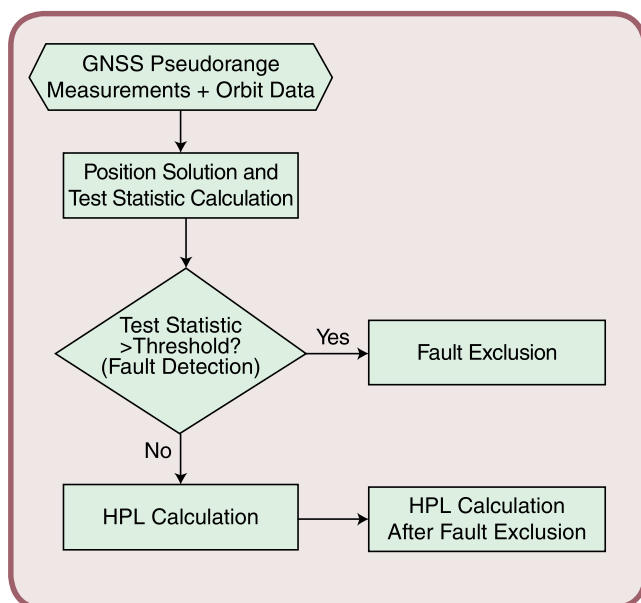 GNSS Pseudorange
Measurements + Orbit Data
Position Solution and
Test Statistic Calculation
Test Statistic
>Threshold?
(Fault Detection)
Yes
Fault Exclusion
No
HPL Calculation
HPL Calculation
After Fault Exclusion